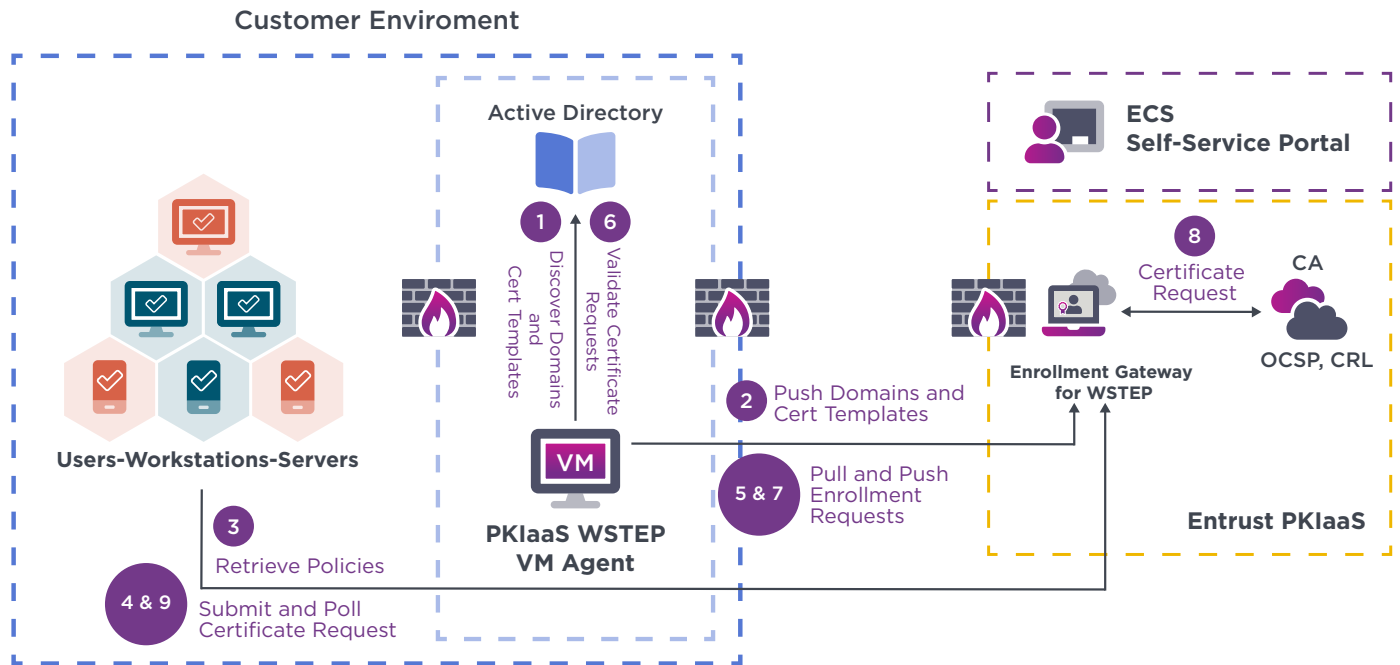 Customer Enviroment
Active Directory
1
6
Discover Domains
and
Cert Templates
Validate Certificate
Requests
Users-Workstations-Servers
VM
PKIaaS WSTEP
VM Agent
3
Retrieve Policies
4 & 9
Submit and Poll
Certificate Request
2
Push Domains and
Cert Templates
5 & 7
Pull and Push
Enrollment
Requests
ECS
Self-Service Portal
8
Certificate
Request
CA
OCSP, CRL
Enrollment Gateway
for WSTEP
Entrust PKIaaS